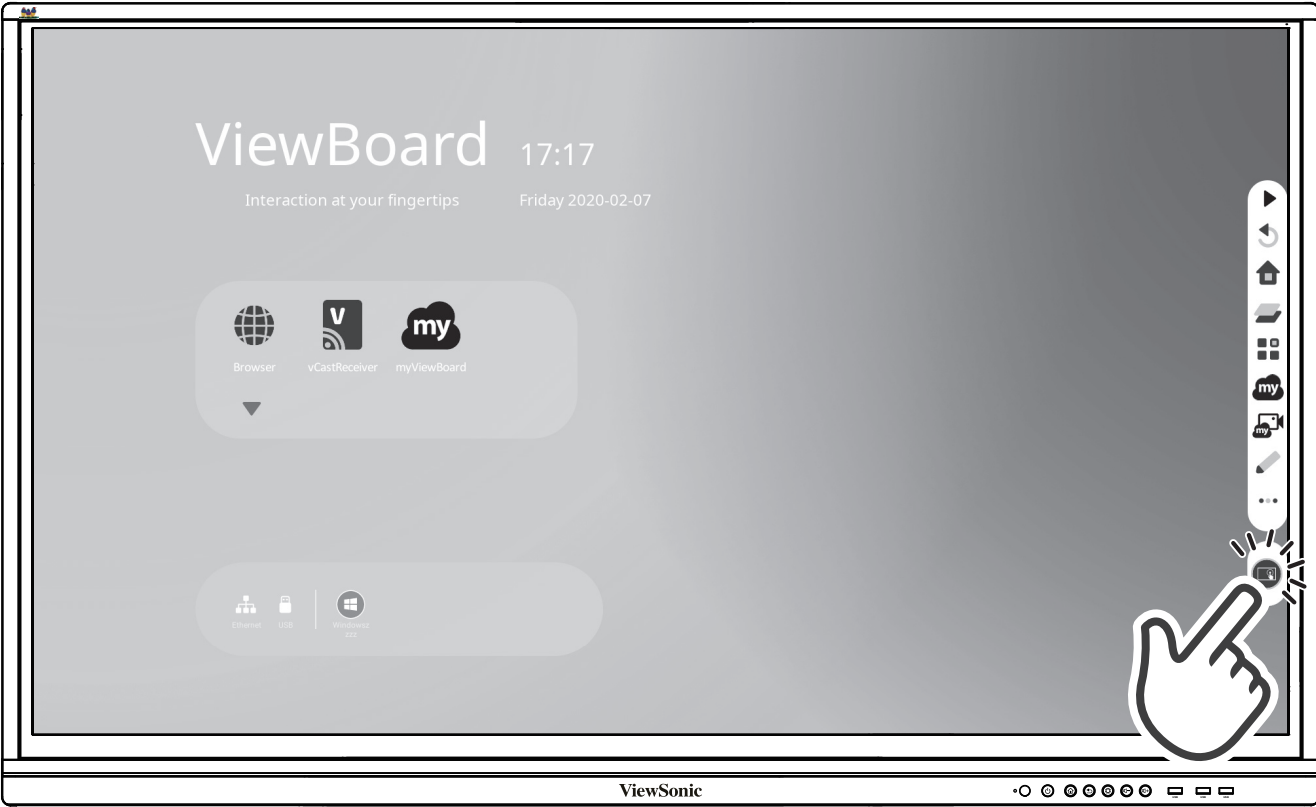 ViewBoard 17:17
Interaction at your fingertips Friday 2020-02-07
V my
Browser vCastReceiver myViewBoard
my
my
Ethernet USB
ViewSonic